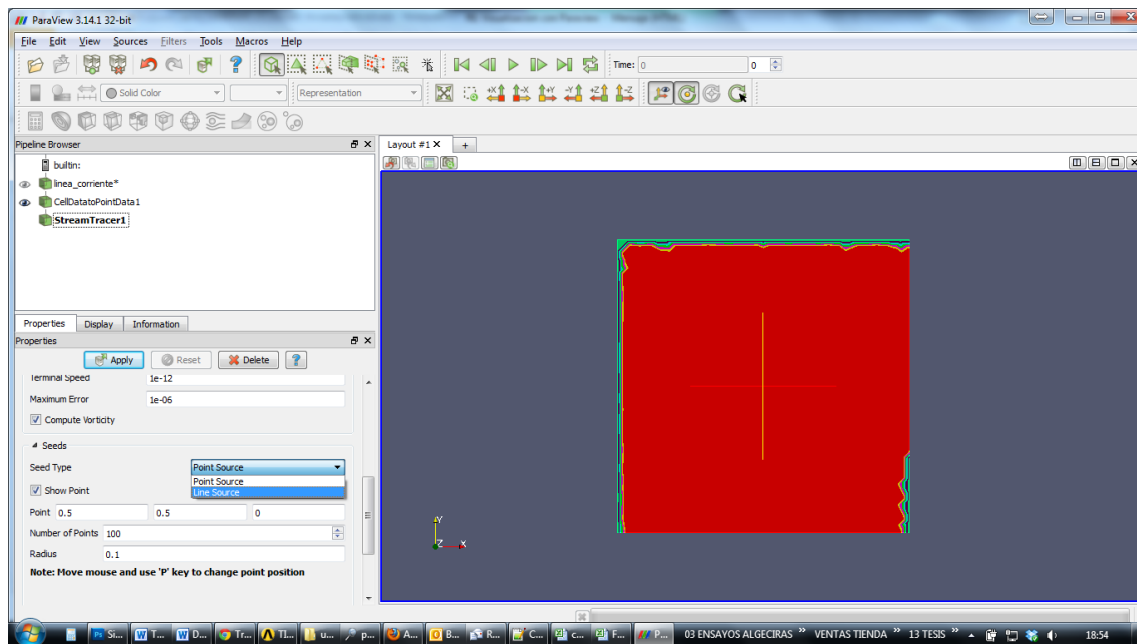 ParaView 3.14.1 32-bit
File Edit View Sources Filters Tools Macros Help
Time: 0 0
Solid Color Representation
+X -X +Y -Y +Z -Z
Pipeline Browser
Layout #1 X +
builtin:
linea_corriente*
CellDatatoPointData1
StreamTracer1
Properties Display Information
Properties
Apply Reset Delete ?
Terminal Speed 1e-12
Maximum Error 1e-06
Compute Vorticity
Seeds
Seed Type Point Source
Point Source
Line Source
Show Point
Point 0.5 0.5 0
Number of Points 100
Radius 0.1
Note: Move mouse and use 'P' key to change point position
Y
Z X
Si... T... D... Tr... TI... u... p... A... B... R... C... c... F... P... 03 ENSAYOS ALGECIRAS » VENTAS TIENDA » 13 TESIS » 18:54